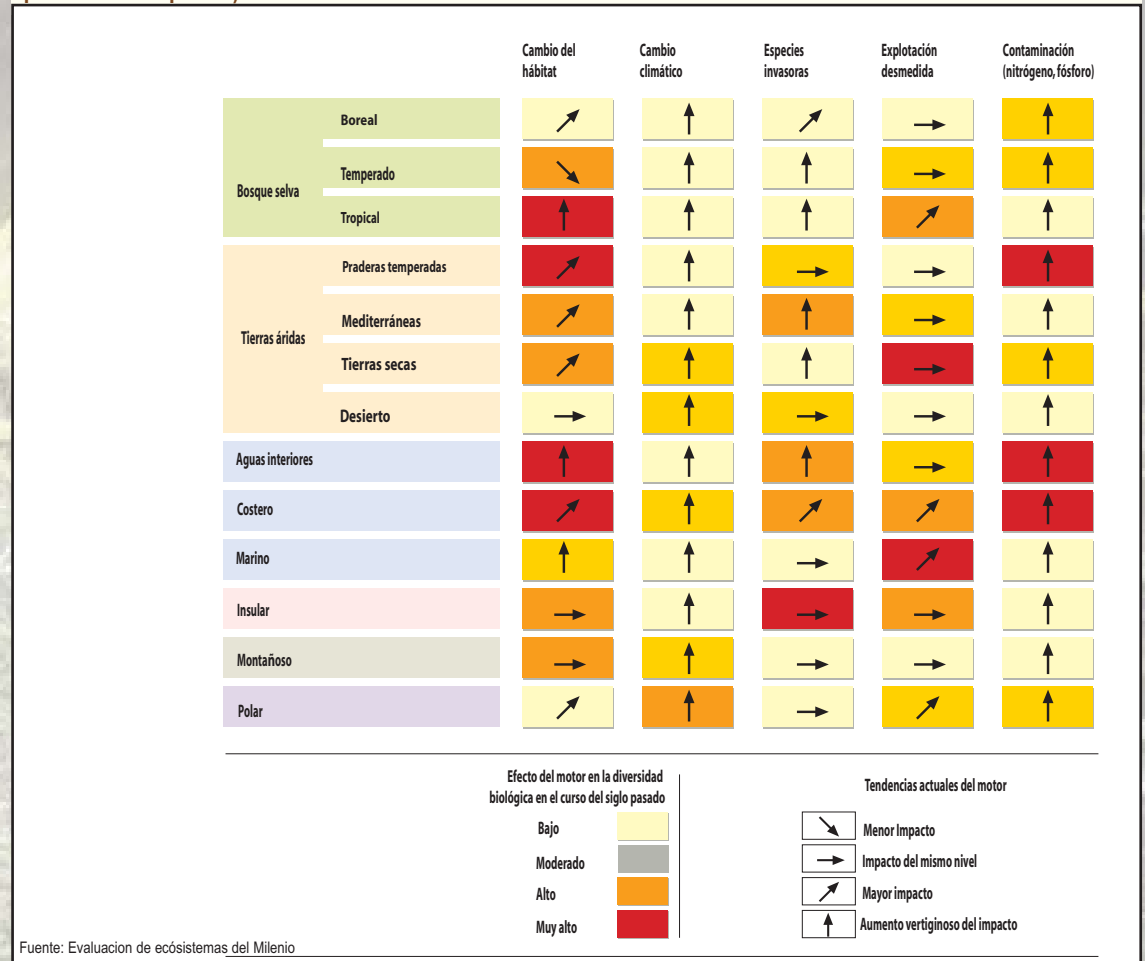 Cambio del
hábitat
Cambio
climático
Especies
invasoras
Explotación
desmedida
Contaminación
(nitrógeno, fósforo)
Bosque selva
Boreal
Temperado
Tropical
Tierras áridas
Praderas temperadas
Mediterráneas
Tierras secas
Desierto
Aguas interiores
Costero
Marino
Insular
Montañoso
Polar
Efecto del motor en la diversidad
biológica en el curso del siglo pasado
Bajo
Moderado
Alto
Muy alto
Tendencias actuales del motor
Menor Impacto
Impacto del mismo nivel
Mayor impacto
Aumento vertiginoso del impacto
Fuente: Evaluacion de ecósistemas del Milenio